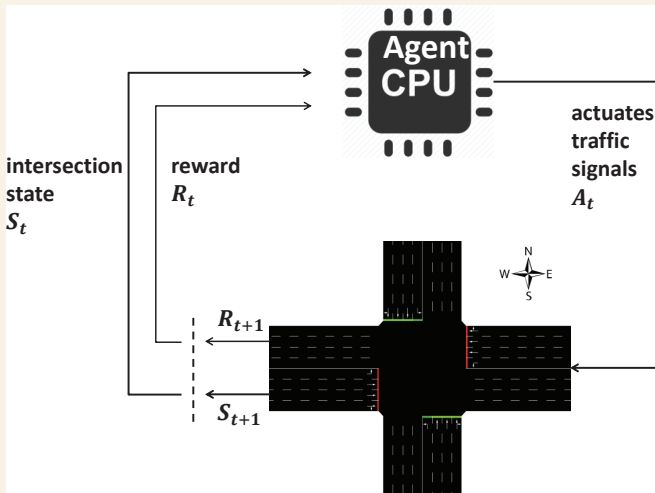 Agent
CPU
intersection
state
S_t
reward
R_t
actuates
traffic
signals
A_t
N
W E
S
R_{t+1}
S_{t+1}